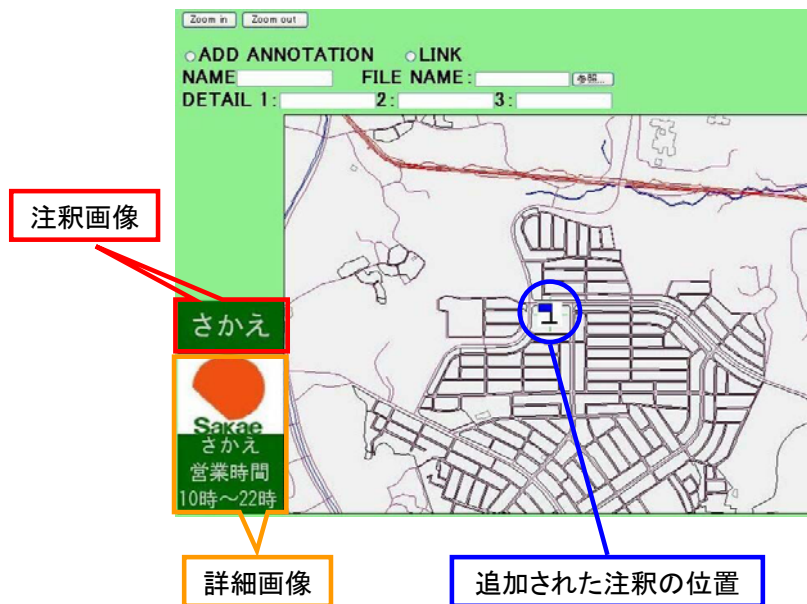 Zoom in Zoom out
ADD ANNOTATION LINK
NAME FILE NAME: 参照...
DETAIL 1: 2: 3:
注釈画像
さかえ
1
Sakae
さかえ
営業時間
10時～22時
詳細画像
追加された注釈の位置